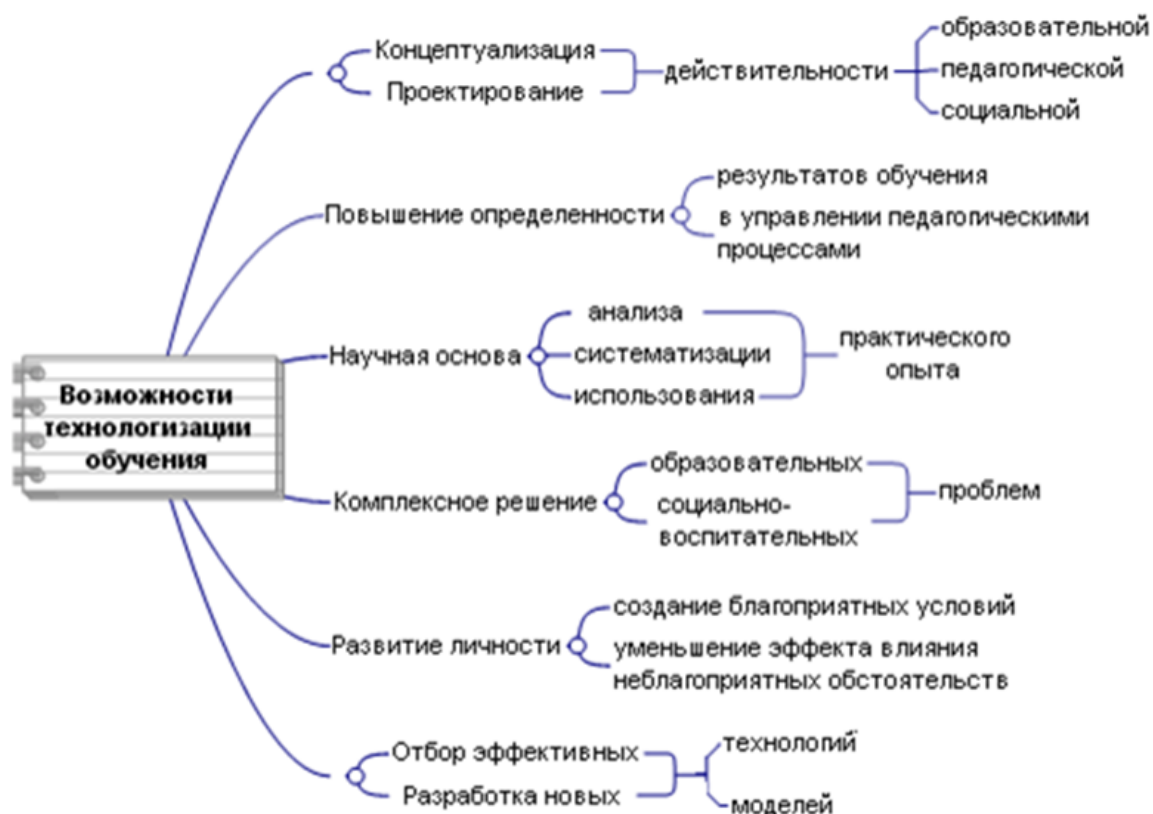 Концептуализация
Проектирование
действительности
образовательной
педагогической
социальной
Повышение определенности
результатов обучения
в управлении педагогическими
процессами
Возможности
технологизации
обучения
Научная основа
анализа
систематизации
использования
практического
опыта
Комплексное решение
образовательных
социально-
воспитательных
проблем
Развитие личности
создание благоприятных условий
уменьшение эффекта влияния
неблагоприятных обстоятельств
Отбор эффективных
Разработка новых
технологий
моделей